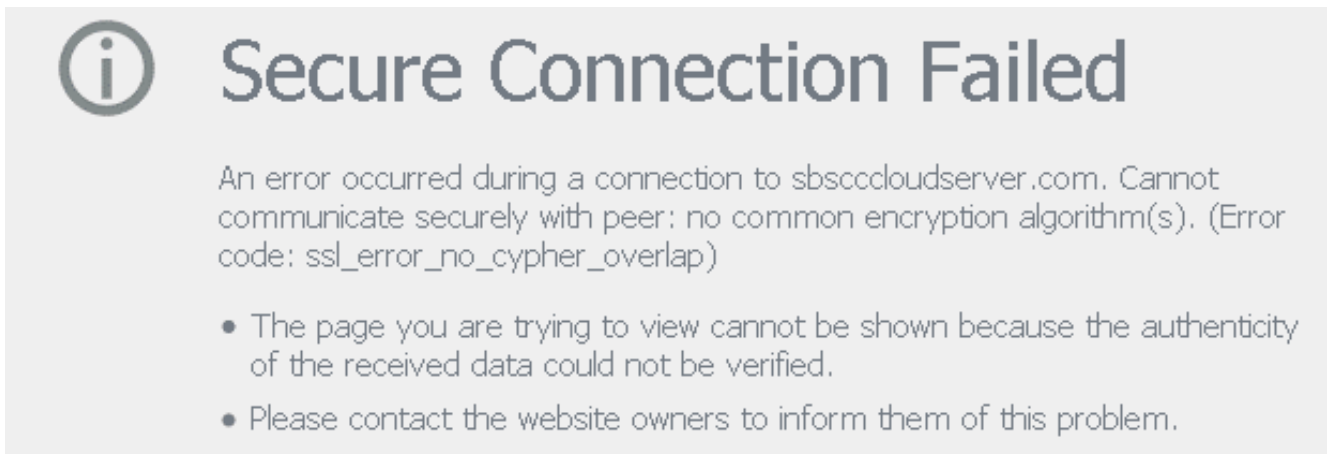 Secure Connection Failed
An error occurred during a connection to sbscccloudserver.com. Cannot
communicate securely with peer: no common encryption algorithm(s). (Error
code: ssl_error_no_cypher_overlap)
• The page you are trying to view cannot be shown because the authenticity
of the received data could not be verified.
• Please contact the website owners to inform them of this problem.